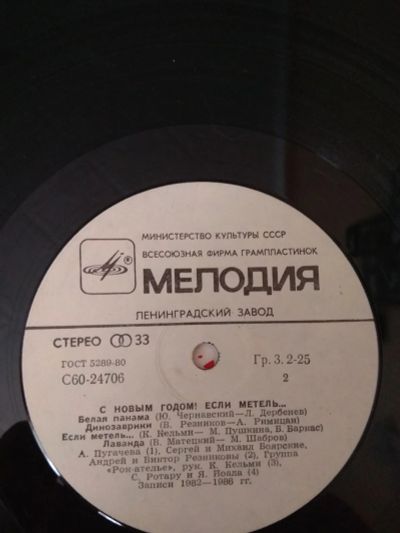 МИНИСТЕРСТВО КУЛЬТУРЫ СССР
ВСЕСОЮЗНАЯ ФИРМА ГРАМПЛАСТИНОК
МЕЛОДИЯ
ЛЕНИНГРАДСКИЙ ЗАВОД
СТЕРЕО 33
ГОСТ 5289-80 Гр. 3. 2-25
С60-24706 2
С НОВЫМ ГОДОМ! ЕСЛИ МЕТЕЛЬ...
Белая панама (Ю. Чернавский— Л. Дербенев)
Динозаврики (В. Резников— А. Римицан)
Если метель... (К. Кельми— М. Пушкина, В. Варкас)
Лаванда (В. Матецкий— М. Шабров)
А. Пугачева (1), Сергей и Михаил Боярские,
Андрей и Виктор Резниковы (2), Группа
«Рок-ателье», рук. К. Кельми (3),
С. Ротару и Я. Йоала (4)
Записи 1982—1986 гг.